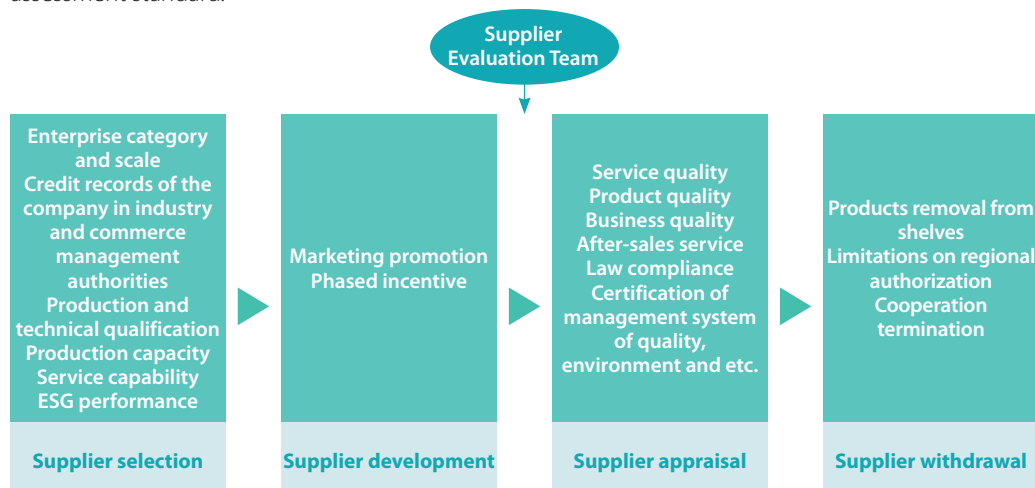 assessment standard.
Supplier
Evaluation Team
Enterprise category
and scale
Credit records of the
company in industry
and commerce
management
authorities
Production and
technical qualification
Production capacity
Service capability
ESG performance
Supplier selection
Marketing promotion
Phased incentive
Supplier development
Service quality
Product quality
Business quality
After-sales service
Law compliance
Certification of
management system
of quality,
environment and etc.
Supplier appraisal
Products removal from
shelves
Limitations on regional
authorization
Cooperation
termination
Supplier withdrawal